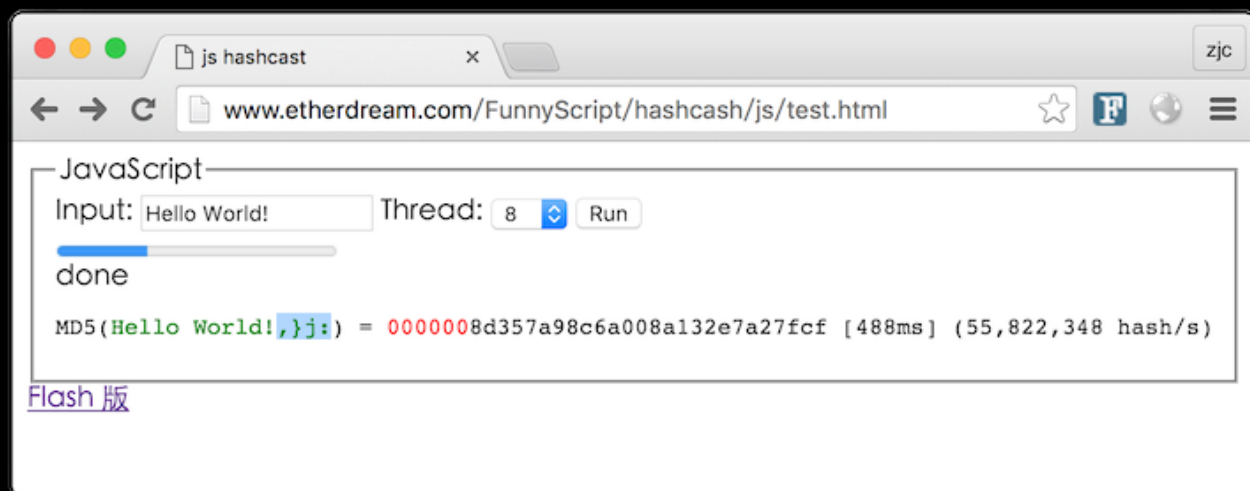 js hashcast
zjc
www.etherdream.com/FunnyScript/hashcash/js/test.html
JavaScript
Input: Hello World! Thread: 8 Run
done
MD5(Hello World!,}j:) = 0000008d357a98c6a008a132e7a27fcf [488ms] (55,822,348 hash/s)
Flash 版